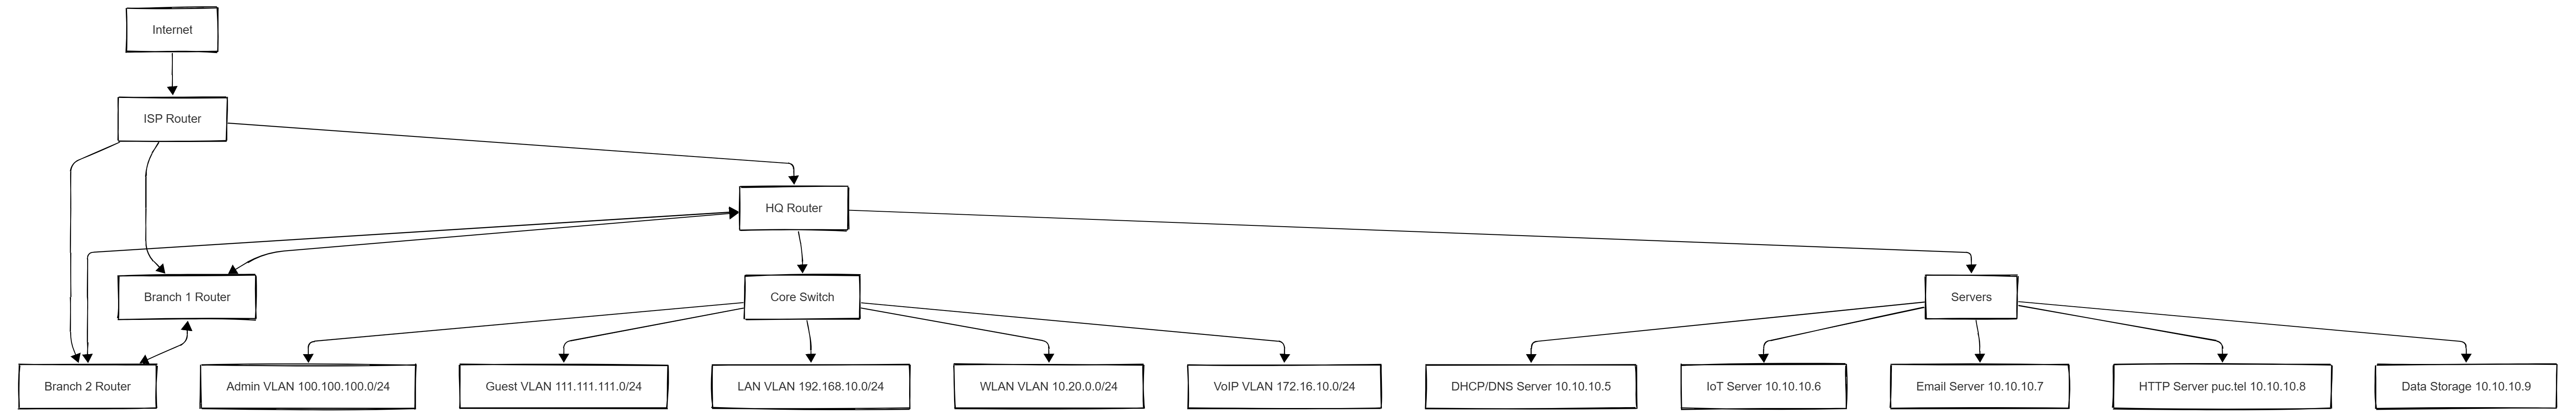 Internet
ISP Router
HQ Router
Branch 1 Router
Core Switch
Servers
Branch 2 Router
Admin VLAN 100.100.100.0/24
Guest VLAN 111.111.111.0/24
LAN VLAN 192.168.10.0/24
WLAN VLAN 10.20.0.0/24
VoIP VLAN 172.16.10.0/24
DHCP/DNS Server 10.10.10.5
IoT Server 10.10.10.6
Email Server 10.10.10.7
HTTP Server puc.tel 10.10.10.8
Data Storage 10.10.10.9